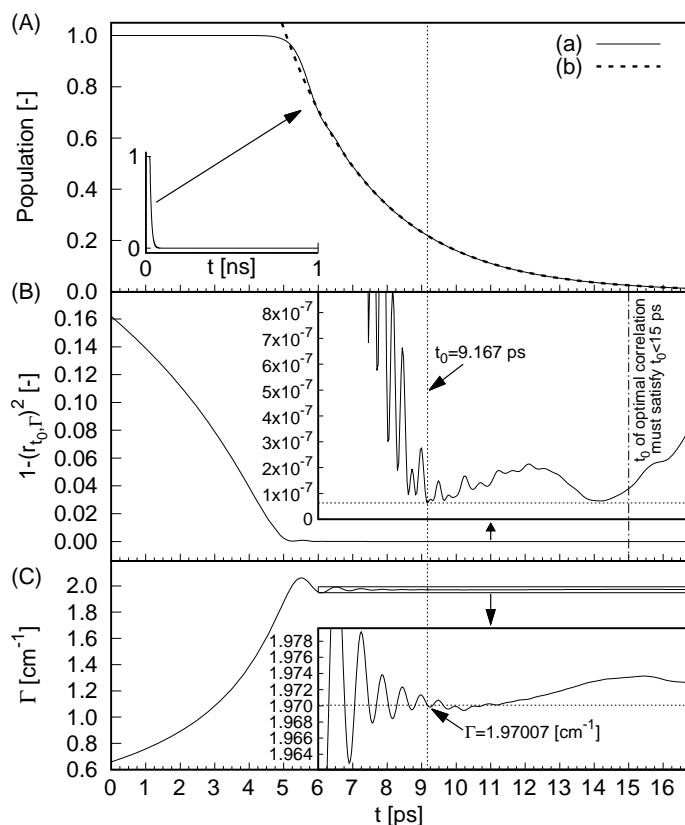 (A)
1.0
0.8
0.6
0.4
0.2
0.0
Population [-]
(a)
(b)
1
0
0
1
t [ns]
(B)
0.16
0.14
0.12
0.10
0.08
0.06
0.04
0.02
0.00
1-(r_{t_0,Γ})^2 [-]
8x10^{-7}
7x10^{-7}
6x10^{-7}
5x10^{-7}
4x10^{-7}
3x10^{-7}
2x10^{-7}
1x10^{-7}
0
t_0=9.167 ps
t_0 of optimal correlation
must satisfy t_0<15 ps
(C)
2.0
1.8
1.6
1.4
1.2
1.0
0.8
0.6
Γ [cm^{-1}]
1.978
1.974
1.972
1.970
1.968
1.966
1.964
Γ=1.97007 [cm^{-1}]
0 1 2 3 4 5 6 7 8 9 10 11 12 13 14 15 16
t [ps]